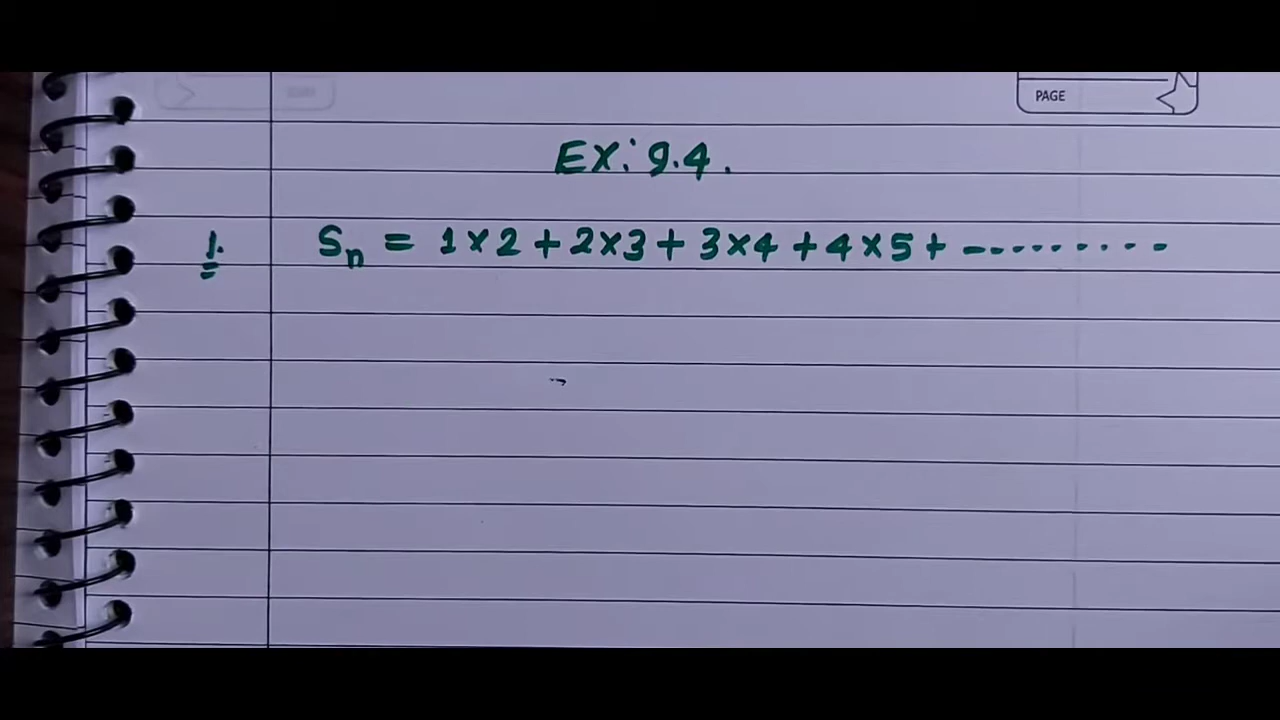 PAGE
EX: 9.4.
1. Sn = 1×2 + 2×3 + 3×4 + 4×5 + ----------